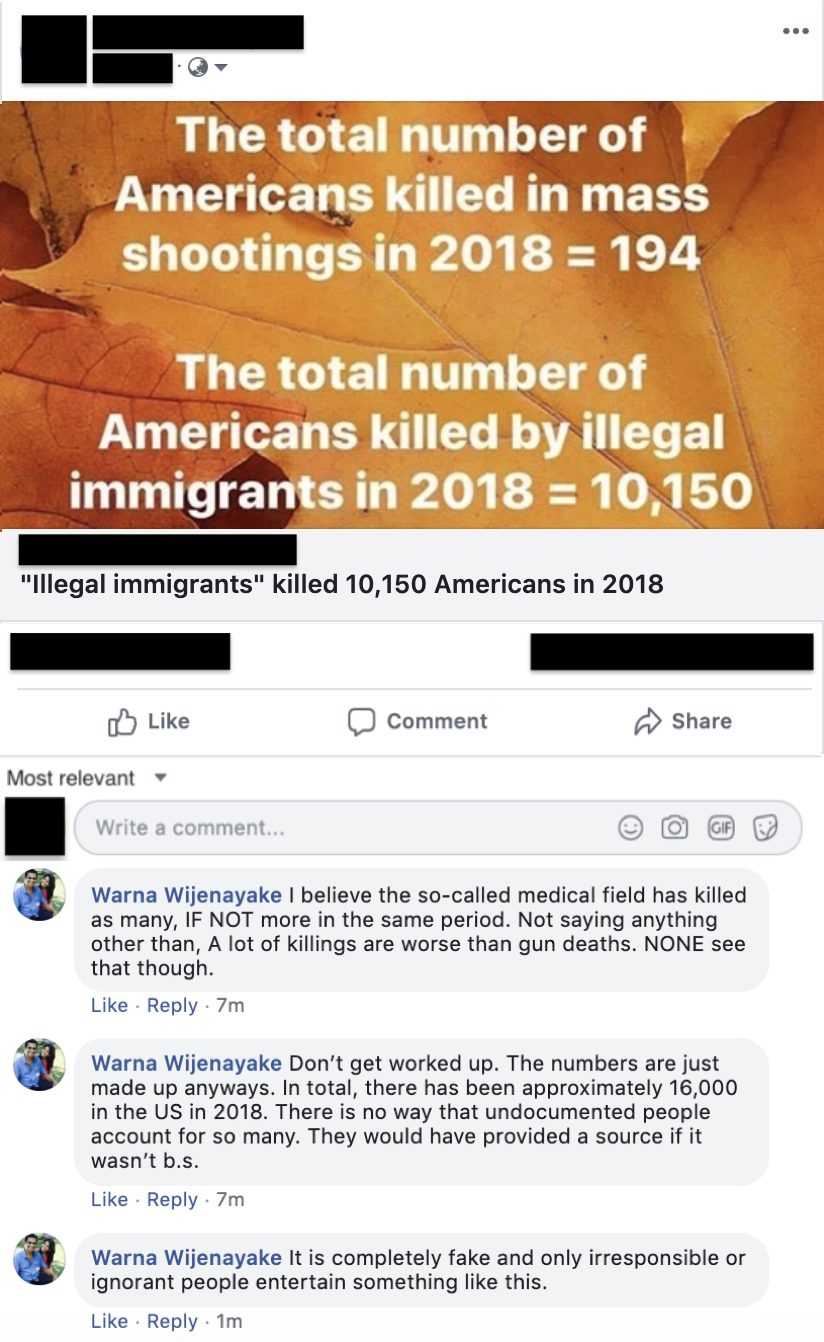 The total number of
Americans killed in mass
shootings in 2018 = 194
The total number of
Americans killed by illegal
immigrants in 2018 = 10,150
"Illegal immigrants" killed 10,150 Americans in 2018
Like Comment Share
Most relevant
Write a comment... GIF
Warna Wijenayake I believe the so-called medical field has killed
as many, IF NOT more in the same period. Not saying anything
other than, A lot of killings are worse than gun deaths. NONE see
that though.
Like · Reply · 7m
Warna Wijenayake Don’t get worked up. The numbers are just
made up anyways. In total, there has been approximately 16,000
in the US in 2018. There is no way that undocumented people
account for so many. They would have provided a source if it
wasn’t b.s.
Like · Reply · 7m
Warna Wijenayake It is completely fake and only irresponsible or
ignorant people entertain something like this.
Like · Reply · 1m